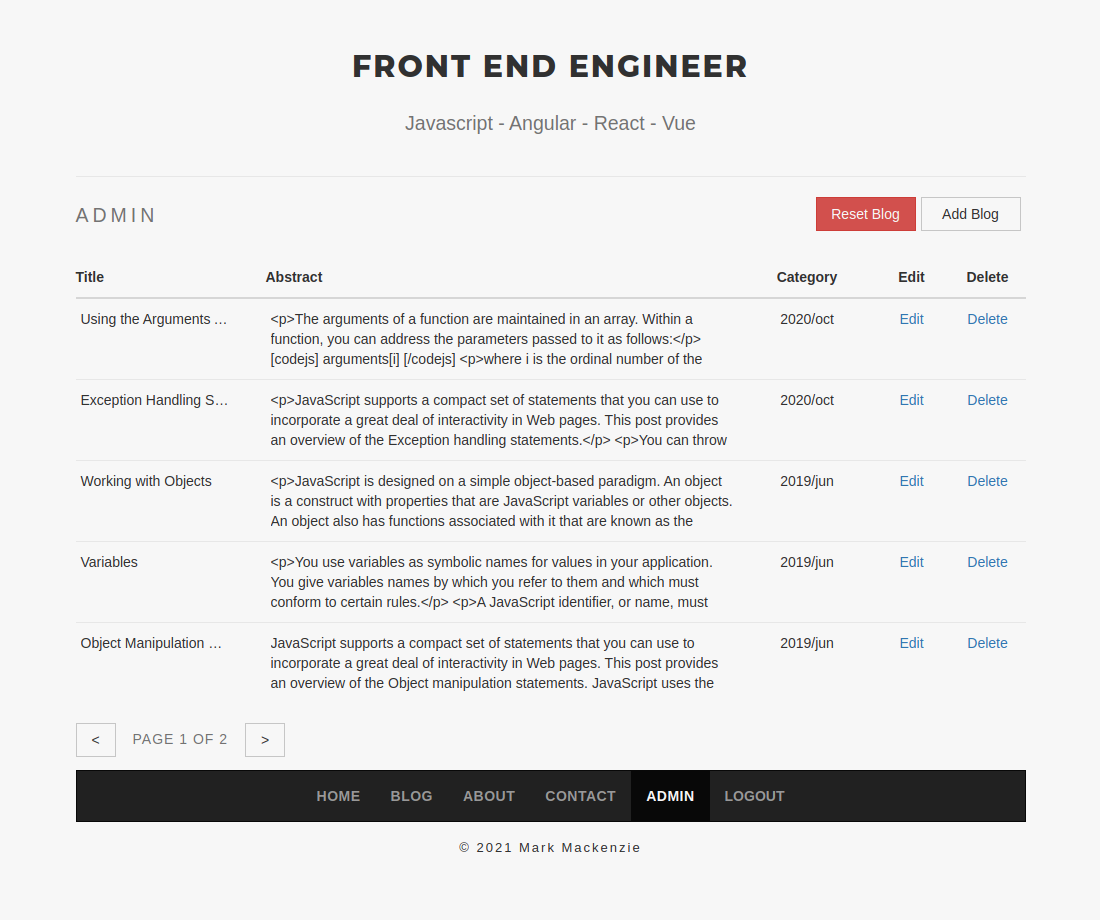 FRONT END ENGINEER
Javascript - Angular - React - Vue
ADMIN
Reset Blog Add Blog
Title Abstract Category Edit Delete
Using the Arguments … <p>The arguments of a function are maintained in an array. Within a 2020/oct Edit Delete
function, you can address the parameters passed to it as follows:</p>
[codejs] arguments[i] [/codejs] <p>where i is the ordinal number of the
Exception Handling S… <p>JavaScript supports a compact set of statements that you can use to 2020/oct Edit Delete
incorporate a great deal of interactivity in Web pages. This post provides
an overview of the Exception handling statements.</p> <p>You can throw
Working with Objects <p>JavaScript is designed on a simple object-based paradigm. An object 2019/jun Edit Delete
is a construct with properties that are JavaScript variables or other objects.
An object also has functions associated with it that are known as the
Variables <p>You use variables as symbolic names for values in your application. 2019/jun Edit Delete
You give variables names by which you refer to them and which must
conform to certain rules.</p> <p>A JavaScript identifier, or name, must
Object Manipulation … JavaScript supports a compact set of statements that you can use to 2019/jun Edit Delete
incorporate a great deal of interactivity in Web pages. This post provides
an overview of the Object manipulation statements. JavaScript uses the
< PAGE 1 OF 2 >
HOME BLOG ABOUT CONTACT ADMIN LOGOUT
© 2021 Mark Mackenzie